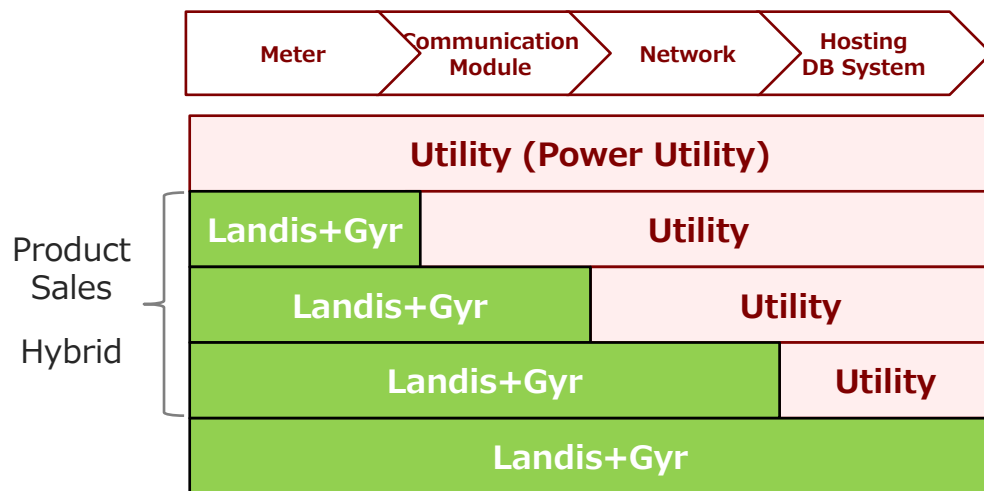 Meter
Communication
Module
Network
Hosting
DB System
Utility (Power Utility)
Product
Sales
Hybrid
Landis+Gyr
Utility
Landis+Gyr
Utility
Landis+Gyr
Utility
Landis+Gyr